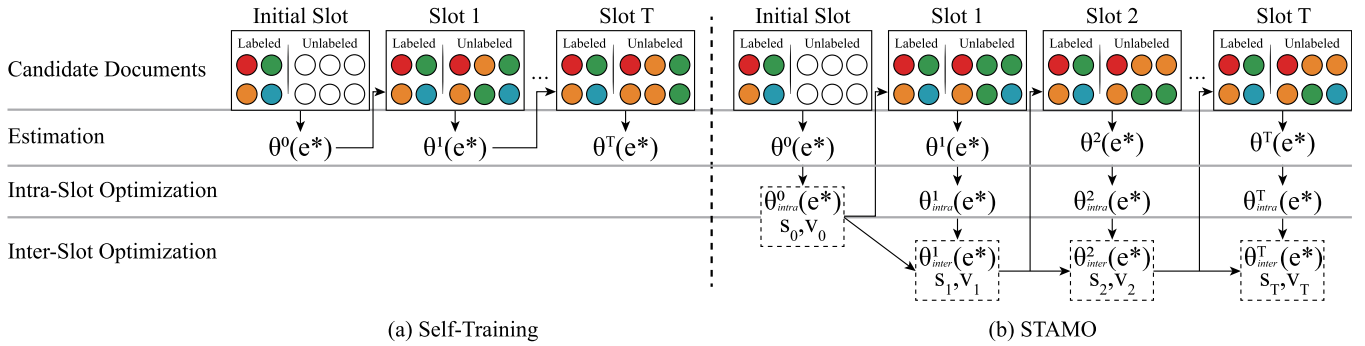 Initial Slot Slot 1 Slot T Initial Slot Slot 1 Slot 2 Slot T
Labeled Unlabeled Labeled Unlabeled Labeled Unlabeled Labeled Unlabeled Labeled Unlabeled Labeled Unlabeled Labeled Unlabeled
Candidate Documents ... ...
Estimation θ⁰(e*) θ¹(e*) θᵀ(e*) θ⁰(e*) θ¹(e*) θ²(e*) θᵀ(e*)
Intra-Slot Optimization θ⁰intra(e*) θ¹intra(e*) θ²intra(e*) θᵀintra(e*)
s₀,v₀
Inter-Slot Optimization θ¹inter(e*) θ²inter(e*) θᵀinter(e*)
s₁,v₁ s₂,v₂ s_T,v_T
(a) Self-Training (b) STAMO